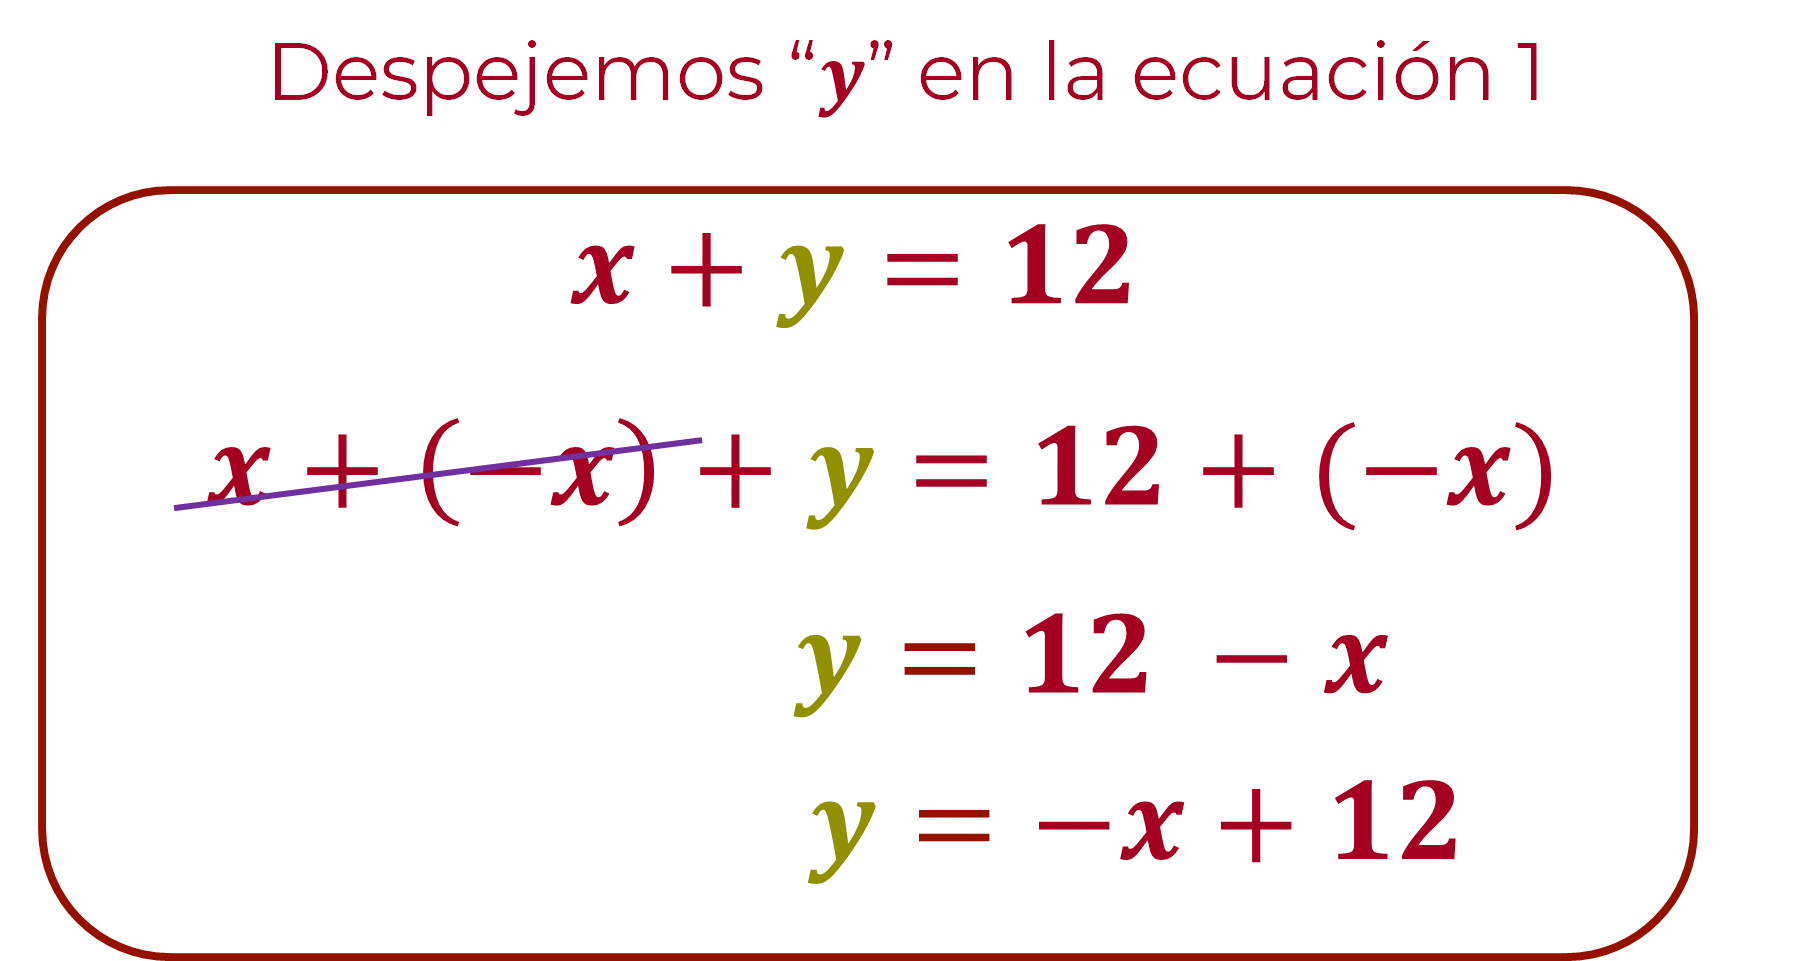 Despejemos “y” en la ecuación 1
x + y = 12
x + (−x) + y = 12 + (−x)
y = 12 − x
y = −x + 12